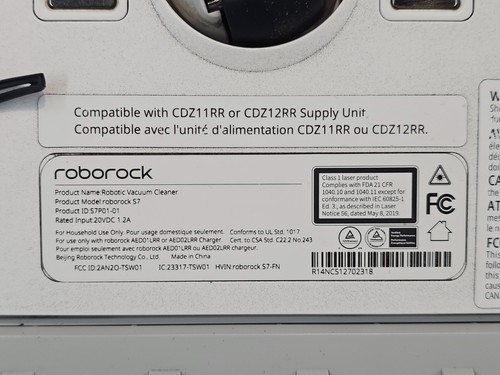 Compatible with CDZ11RR or CDZ12RR Supply Unit
Compatible avec l'unité d'alimentation CDZ11RR ou CDZ12RR.
roborock
Product Name:Robotic Vacuum Cleaner
Product Model:roborock S7
Product ID:S7P01-01
Rated Input:20VDC 1.2A
For Household Use Only. Pour usage domestique seulement. Conforms to UL Std. 1017
For use only with roborock AED01LRR or AED02LRR Charger. Cert. to CSA Std. C22.2 No.243
Pour emploi seulement avec roborock AED01LRR ou AED02LRR chargeur.
Beijing Roborock Technology Co., Ltd. Made in China
FCC ID:2AN2O-TSW01 IC:23317-TSW01 HVIN:roborock S7-FN
Class 1 laser product
Complies with FDA 21 CFR
1040.10 and 1040.11 except for
conformance with IEC 60825-1
Ed. 3., as described in Laser
Notice 56, dated May 8, 2019.
FC
R14NCS12702318